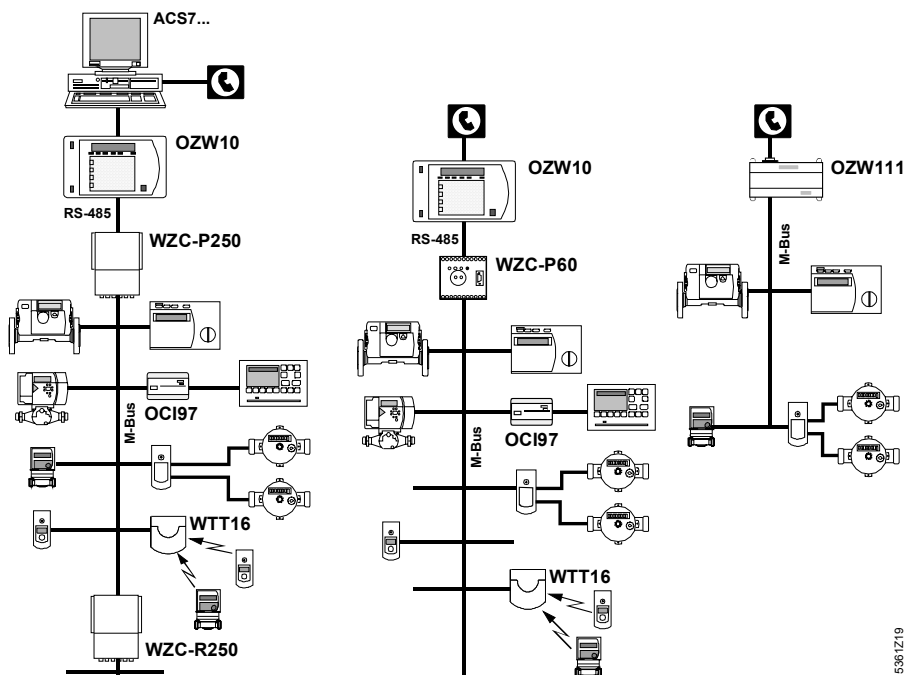 ACS7...
OZW10
RS-485
WZC-P250
OCI97
M-Bus
WTT16
WZC-R250
OZW10
RS-485
WZC-P60
OCI97
M-Bus
WTT16
OZW111
M-Bus
5361Z19